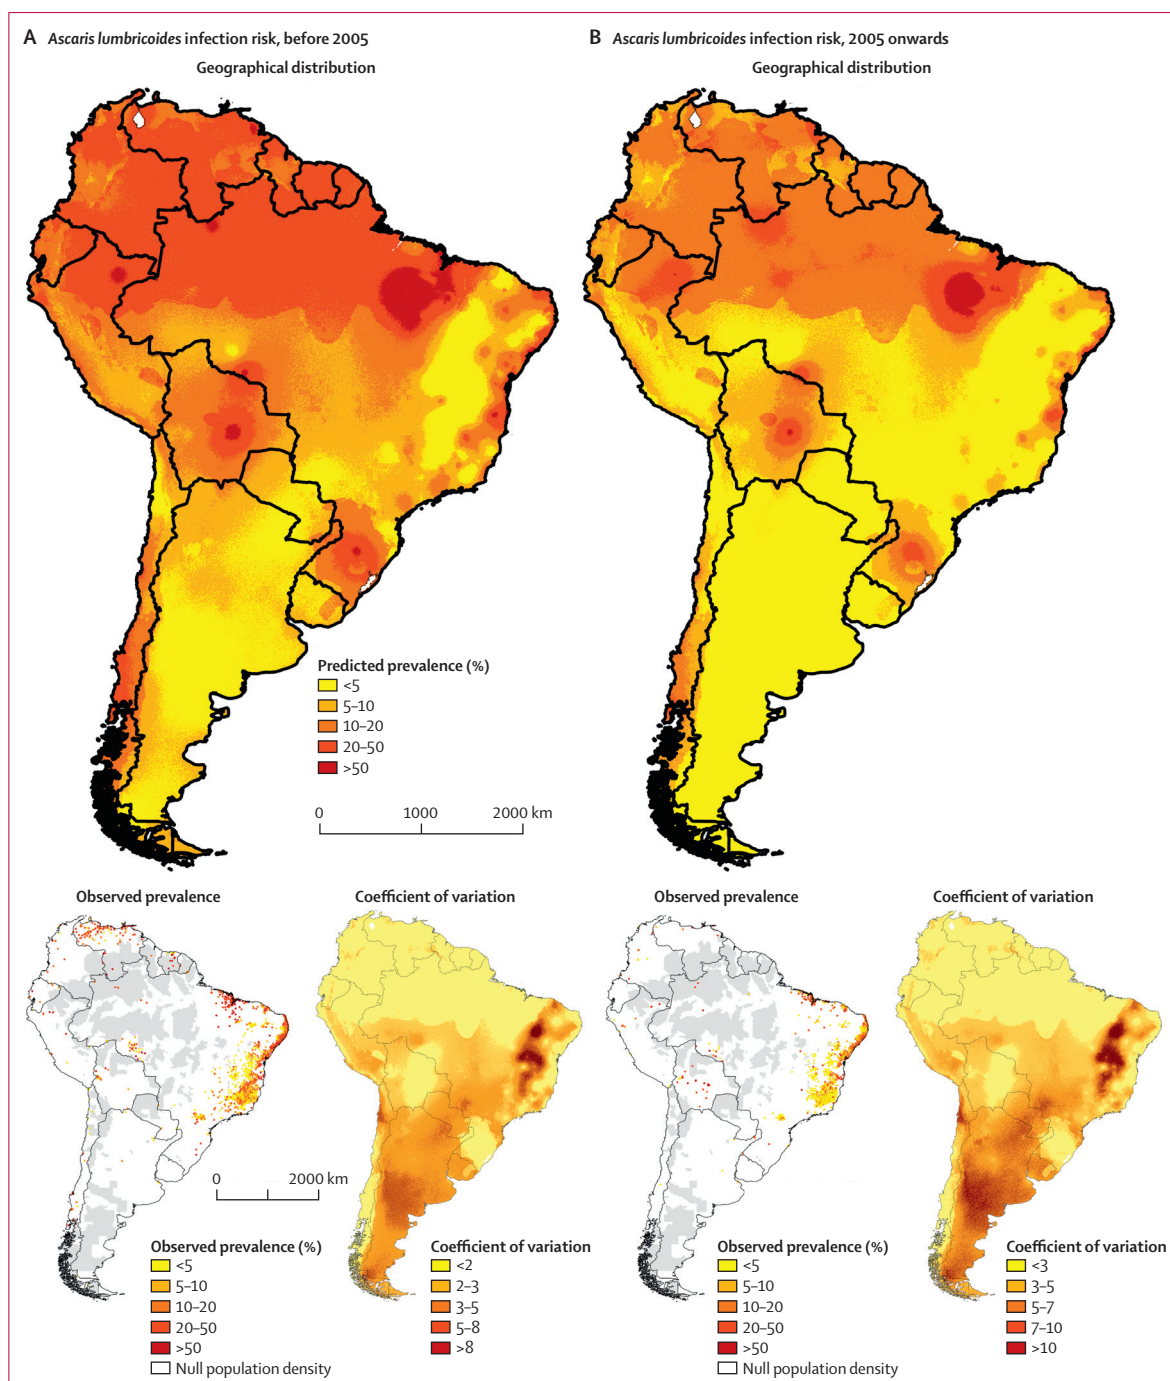 A Ascaris lumbricoides infection risk, before 2005
Geographical distribution
Predicted prevalence (%)
<5
5–10
10–20
20–50
>50
0 1000 2000 km
Observed prevalence
0 2000 km
Observed prevalence (%)
<5
5–10
10–20
20–50
>50
Null population density
Coefficient of variation
Coefficient of variation
<2
2–3
3–5
5–8
>8
B Ascaris lumbricoides infection risk, 2005 onwards
Geographical distribution
Observed prevalence
Observed prevalence (%)
<5
5–10
10–20
20–50
>50
Null population density
Coefficient of variation
Coefficient of variation
<3
3–5
5–7
7–10
>10